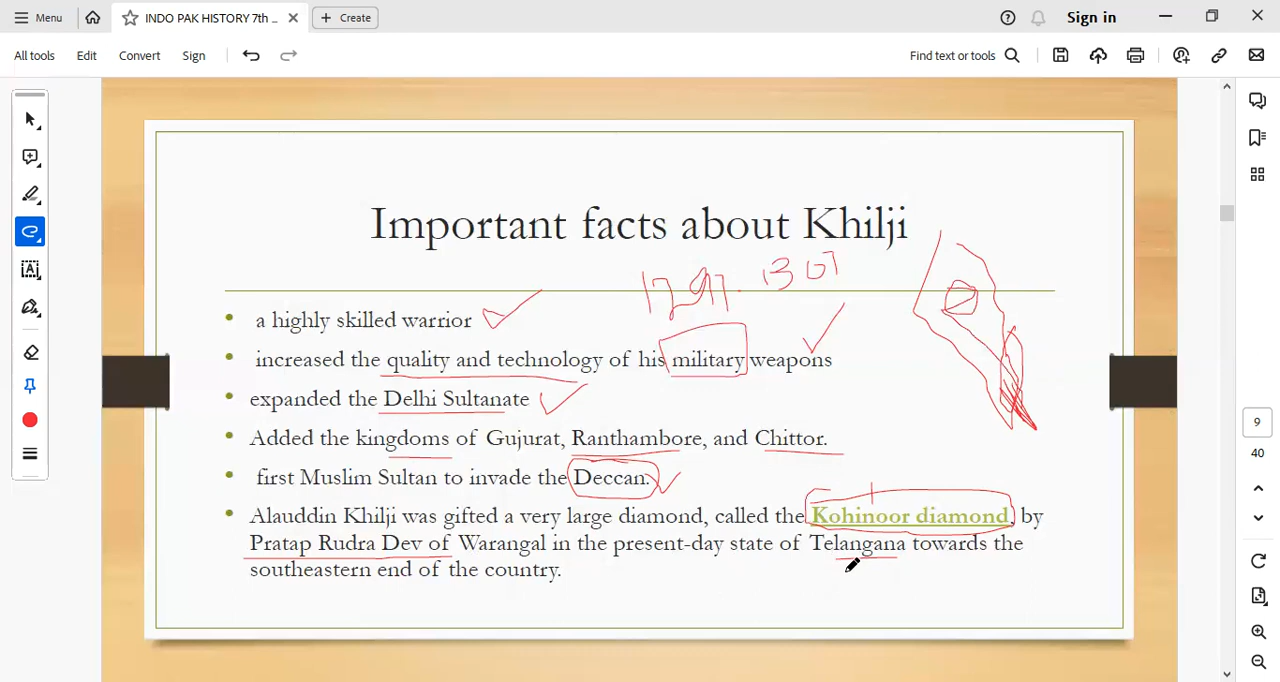 Menu
INDO PAK HISTORY 7th ...
Create
Sign in
All tools
Edit
Convert
Sign
Find text or tools
Important facts about Khilji
1297. 1307
• a highly skilled warrior
• increased the quality and technology of his military weapons
• expanded the Delhi Sultanate
• Added the kingdoms of Gujurat, Ranthambore, and Chittor.
• first Muslim Sultan to invade the Deccan.
• Alauddin Khilji was gifted a very large diamond, called the Kohinoor diamond, by
Pratap Rudra Dev of Warangal in the present-day state of Telangana towards the
southeastern end of the country.
9
40